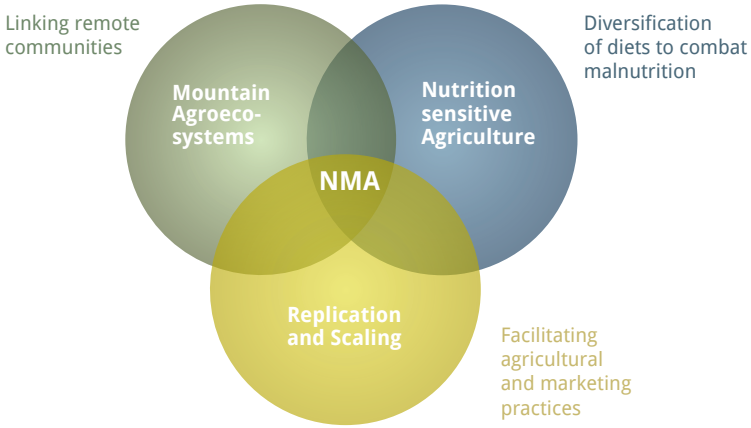 Linking remote
communities
Diversification
of diets to combat
malnutrition
Mountain
Agroeco-
systems
Nutrition
sensitive
Agriculture
NMA
Replication
and Scaling
Facilitating
agricultural
and marketing
practices